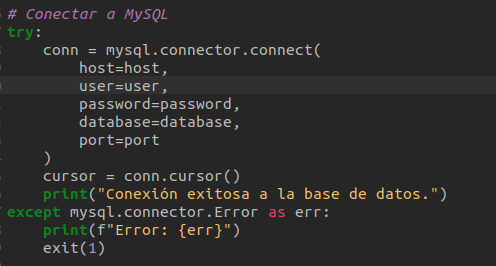 # Conectar a MySQL
try:
    conn = mysql.connector.connect(
        host=host,
        user=user,
        password=password,
        database=database,
        port=port
    )
    cursor = conn.cursor()
    print("Conexión exitosa a la base de datos.")
except mysql.connector.Error as err:
    print(f"Error: {err}")
    exit(1)